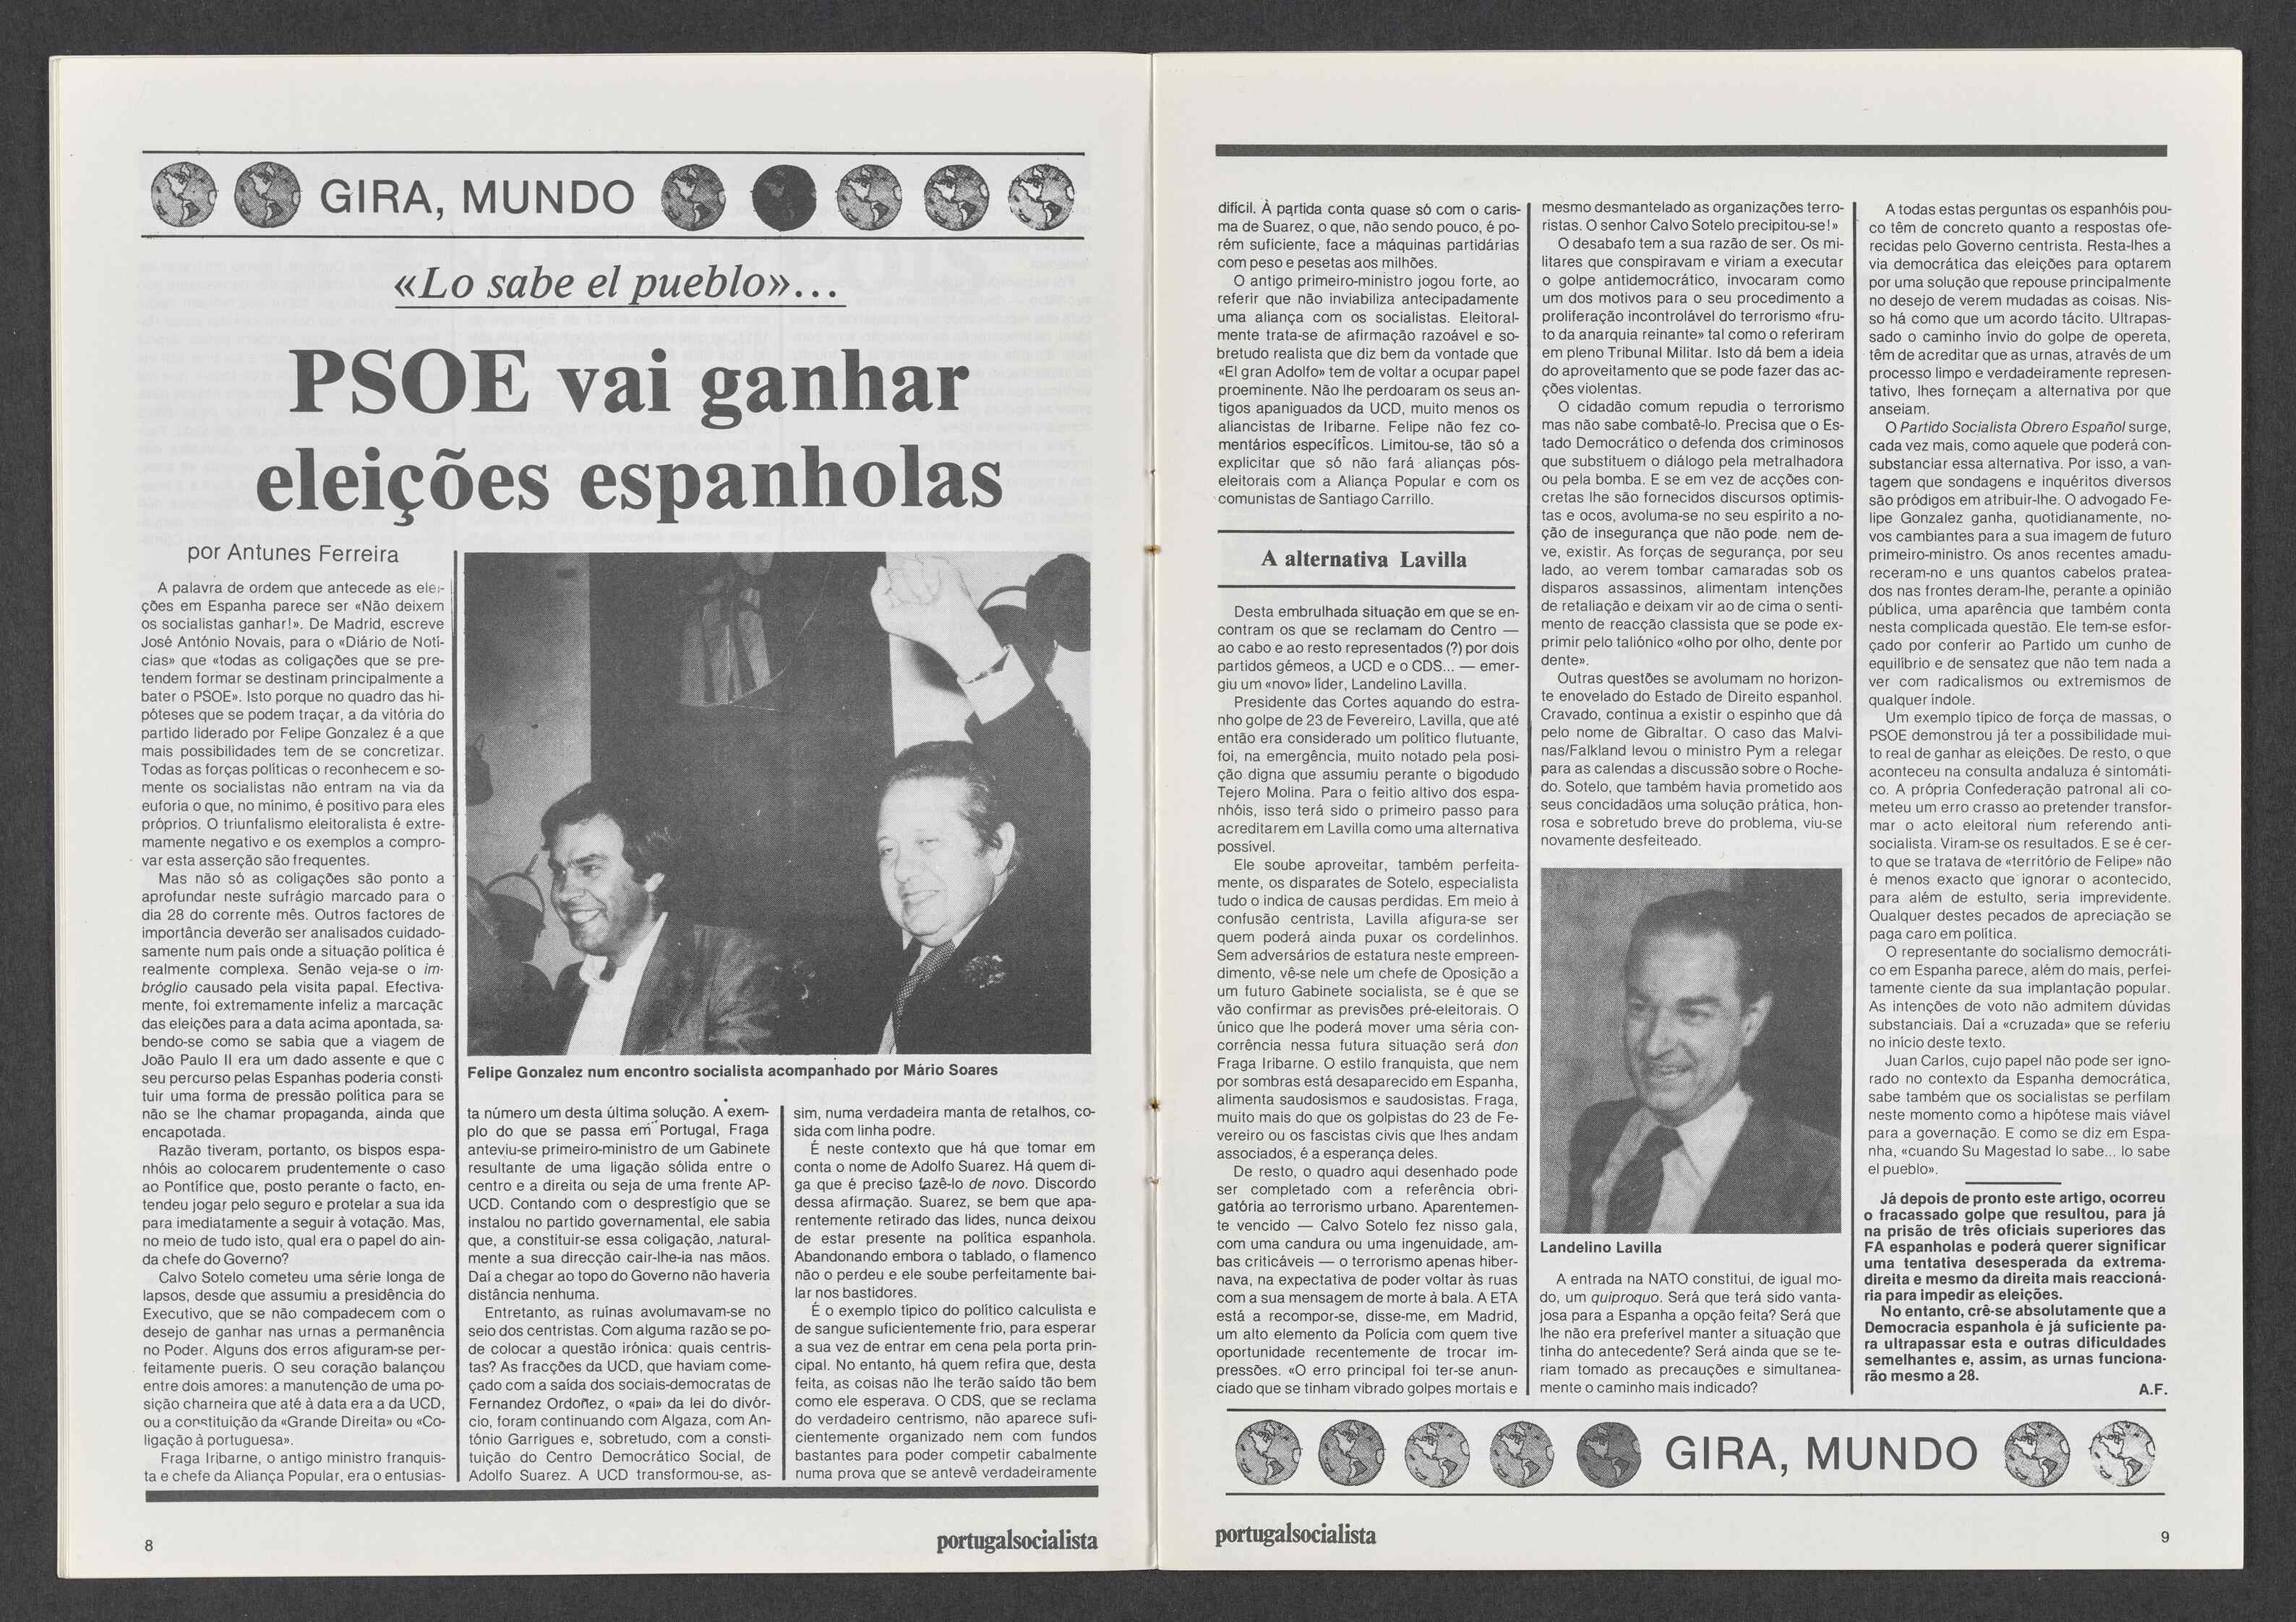 GIRA, MUNDO
«Lo sabe el pueblo»...
PSOE vai ganhar
eleições espanholas
por Antunes Ferreira
A palavra de ordem que antecede as elei-
ções em Espanha parece ser «Não deixem
os socialistas ganhar!». De Madrid, escreve
José António Novais, para o «Diário de Notí-
cias» que «todas as coligações que se pre-
tendem formar se destinam principalmente a
bater o PSOE». Isto porque no quadro das hi-
póteses que se podem traçar, a da vitória do
partido liderado por Felipe Gonzalez é a que
mais possibilidades tem de se concretizar.
Todas as forças políticas o reconhecem e so-
mente os socialistas não entram na via da
euforia o que, no mínimo, é positivo para eles
próprios. O triunfalismo eleitoralista é extre-
mamente negativo e os exemplos a compro-
var esta asserção são frequentes.
Mas não só as coligações são ponto a
aprofundar neste sufrágio marcado para o
dia 28 do corrente mês. Outros factores de
importância deverão ser analisados cuidado-
samente num país onde a situação política é
realmente complexa. Senão veja-se o im-
bróglio causado pela visita papal. Efectiva-
mente, foi extremamente infeliz a marcação
das eleições para a data acima apontada, sa-
bendo-se como se sabia que a viagem de
João Paulo II era um dado assente e que o
seu percurso pelas Espanhas poderia consti-
tuir uma forma de pressão política para se
não se lhe chamar propaganda, ainda que
encapotada.
Razão tiveram, portanto, os bispos espa-
nhóis ao colocarem prudentemente o caso
ao Pontífice que, posto perante o facto, en-
tendeu jogar pelo seguro e protelar a sua ida
para imediatamente a seguir à votação. Mas,
no meio de tudo isto, qual era o papel do ain-
da chefe do Governo?
Calvo Sotelo cometeu uma série longa de
lapsos, desde que assumiu a presidência do
Executivo, que se não compadecem com o
desejo de ganhar nas urnas a permanência
no Poder. Alguns dos erros afiguram-se per-
feitamente pueris. O seu coração balançou
entre dois amores: a manutenção de uma po-
sição charneira que até à data era a da UCD,
ou a constituição da «Grande Direita» ou «Co-
ligação à portuguesa».
Fraga Iribarne, o antigo ministro franquis-
ta e chefe da Aliança Popular, era o entusias-
Felipe Gonzalez num encontro socialista acompanhado por Mário Soares
ta número um desta última solução. A exem-
plo do que se passa em Portugal, Fraga
anteviu-se primeiro-ministro de um Gabinete
resultante de uma ligação sólida entre o
centro e a direita ou seja de uma frente AP-
UCD. Contando com o desprestígio que se
instalou no partido governamental, ele sabia
que, a constituir-se essa coligação, natural-
mente a sua direcção cair-lhe-ia nas mãos.
Daí a chegar ao topo do Governo não haveria
distância nenhuma.
Entretanto, as ruínas avolumavam-se no
seio dos centristas. Com alguma razão se po-
de colocar a questão irónica: quais centris-
tas? As fracções da UCD, que haviam come-
çado com a saída dos sociais-democratas de
Fernandez Ordoñez, o «pai» da lei do divór-
cio, foram continuando com Algaza, com An-
tónio Garrigues e, sobretudo, com a consti-
tuição do Centro Democrático Social, de
Adolfo Suarez. A UCD transformou-se, as-
sim, numa verdadeira manta de retalhos, co-
sida com linha podre.
É neste contexto que há que tomar em
conta o nome de Adolfo Suarez. Há quem di-
ga que é preciso fazê-lo de novo. Discordo
dessa afirmação. Suarez, se bem que apa-
rentemente retirado das lides, nunca deixou
de estar presente na política espanhola.
Abandonando embora o tablado, o flamenco
não o perdeu e ele soube perfeitamente bai-
lar nos bastidores.
É o exemplo típico do político calculista e
de sangue suficientemente frio, para esperar
a sua vez de entrar em cena pela porta prin-
cipal. No entanto, há quem refira que, desta
feita, as coisas não lhe terão saído tão bem
como ele esperava. O CDS, que se reclama
do verdadeiro centrismo, não aparece sufi-
cientemente organizado nem com fundos
bastantes para poder competir cabalmente
numa prova que se antevê verdadeiramente
8
portugalsocialista
difícil. À partida conta quase só com o caris-
ma de Suarez, o que, não sendo pouco, é po-
rém suficiente, face a máquinas partidárias
com peso e pesetas aos milhões.
O antigo primeiro-ministro jogou forte, ao
referir que não inviabiliza antecipadamente
uma aliança com os socialistas. Eleitoral-
mente trata-se de afirmação razoável e so-
bretudo realista que diz bem da vontade que
«El gran Adolfo» tem de voltar a ocupar papel
proeminente. Não lhe perdoaram os seus an-
tigos apaniguados da UCD, muito menos os
aliancistas de Iribarne. Felipe não fez co-
mentários específicos. Limitou-se, tão só a
explicitar que só não fará alianças pós-
eleitorais com a Aliança Popular e com os
comunistas de Santiago Carrillo.
A alternativa Lavilla
Desta embrulhada situação em que se en-
contram os que se reclamam do Centro —
ao cabo e ao resto representados (?) por dois
partidos gémeos, a UCD e o CDS... — emer-
giu um «novo» líder, Landelino Lavilla.
Presidente das Cortes aquando do estra-
nho golpe de 23 de Fevereiro, Lavilla, que até
então era considerado um político flutuante,
foi, na emergência, muito notado pela posi-
ção digna que assumiu perante o bigodudo
Tejero Molina. Para o feitio altivo dos espa-
nhóis, isso terá sido o primeiro passo para
acreditarem em Lavilla como uma alternativa
possível.
Ele soube aproveitar, também perfeita-
mente, os disparates de Sotelo, especialista
tudo o indica de causas perdidas. Em meio à
confusão centrista, Lavilla afigura-se ser
quem poderá ainda puxar os cordelinhos.
Sem adversários de estatura neste empreen-
dimento, vê-se nele um chefe de Oposição a
um futuro Gabinete socialista, se é que se
vão confirmar as previsões pré-eleitorais. O
único que lhe poderá mover uma séria con-
corrência nessa futura situação será don
Fraga Iribarne. O estilo franquista, que nem
por sombras está desaparecido em Espanha,
alimenta saudosismos e saudosistas. Fraga,
muito mais do que os golpistas do 23 de Fe-
vereiro ou os fascistas civis que lhes andam
associados, é a esperança deles.
De resto, o quadro aqui desenhado pode
ser completado com a referência obri-
gatória ao terrorismo urbano. Aparentemen-
te vencido — Calvo Sotelo fez nisso gala,
com uma candura ou uma ingenuidade, am-
bas criticáveis — o terrorismo apenas hiber-
nava, na expectativa de poder voltar às ruas
com a sua mensagem de morte à bala. A ETA
está a recompor-se, disse-me, em Madrid,
um alto elemento da Polícia com quem tive
oportunidade recentemente de trocar im-
pressões. «O erro principal foi ter-se anun-
ciado que se tinham vibrado golpes mortais e
mesmo desmantelado as organizações terro-
ristas. O senhor Calvo Sotelo precipitou-se!»
O desabafo tem a sua razão de ser. Os mi-
litares que conspiravam e viriam a executar
o golpe antidemocrático, invocaram como
um dos motivos para o seu procedimento a
proliferação incontrolável do terrorismo «fru-
to da anarquia reinante» tal como o referiram
em pleno Tribunal Militar. Isto dá bem a ideia
do aproveitamento que se pode fazer das ac-
ções violentas.
O cidadão comum repudia o terrorismo
mas não sabe combatê-lo. Precisa que o Es-
tado Democrático o defenda dos criminosos
que substituem o diálogo pela metralhadora
ou pela bomba. E se em vez de acções con-
cretas lhe são fornecidos discursos optimis-
tas e ocos, avoluma-se no seu espírito a no-
ção de insegurança que não pode nem de-
ve, existir. As forças de segurança, por seu
lado, ao verem tombar camaradas sob os
disparos assassinos, alimentam intenções
de retaliação e deixam vir ao de cima o senti-
mento de reacção classista que se pode ex-
primir pelo taliónico «olho por olho, dente por
dente».
Outras questões se avolumam no horizon-
te enovelado do Estado de Direito espanhol.
Cravado, continua a existir o espinho que dá
pelo nome de Gibraltar. O caso das Malvi-
nas/Falkland levou o ministro Pym a relegar
para as calendas a discussão sobre o Roche-
do. Sotelo, que também havia prometido aos
seus concidadãos uma solução prática, hon-
rosa e sobretudo breve do problema, viu-se
novamente desfeiteado.
Landelino Lavilla
A entrada na NATO constitui, de igual mo-
do, um quiproquo. Será que terá sido vanta-
josa para a Espanha a opção feita? Será que
lhe não era preferível manter a situação que
tinha do antecedente? Será ainda que se te-
riam tomado as precauções e simultanea-
mente o caminho mais indicado?
A todas estas perguntas os espanhóis pou-
co têm de concreto quanto a respostas ofe-
recidas pelo Governo centrista. Resta-lhes a
via democrática das eleições para optarem
por uma solução que repouse principalmente
no desejo de verem mudadas as coisas. Nis-
so há como que um acordo tácito. Ultrapas-
sado o caminho ínvio do golpe de opereta,
têm de acreditar que as urnas, através de um
processo limpo e verdadeiramente represen-
tativo, lhes forneçam a alternativa por que
anseiam.
O Partido Socialista Obrero Español surge,
cada vez mais, como aquele que poderá con-
substanciar essa alternativa. Por isso, a van-
tagem que sondagens e inquéritos diversos
são pródigos em atribuir-lhe. O advogado Fe-
lipe Gonzalez ganha, quotidianamente, no-
vos cambiantes para a sua imagem de futuro
primeiro-ministro. Os anos recentes amadu-
receram-no e uns quantos cabelos pratea-
dos nas frontes deram-lhe, perante a opinião
pública, uma aparência que também conta
nesta complicada questão. Ele tem-se esfor-
çado por conferir ao Partido um cunho de
equilíbrio e de sensatez que não tem nada a
ver com radicalismos ou extremismos de
qualquer índole.
Um exemplo típico de força de massas, o
PSOE demonstrou já ter a possibilidade mui-
to real de ganhar as eleições. De resto, o que
aconteceu na consulta andaluza é sintomáti-
co. A própria Confederação patronal ali co-
meteu um erro crasso ao pretender transfor-
mar o acto eleitoral num referendo anti-
socialista. Viram-se os resultados. E se é cer-
to que se tratava de «território de Felipe» não
é menos exacto que ignorar o acontecido,
para além de estulto, seria imprevidente.
Qualquer destes pecados de apreciação se
paga caro em política.
O representante do socialismo democráti-
co em Espanha parece, além do mais, perfei-
tamente ciente da sua implantação popular.
As intenções de voto não admitem dúvidas
substanciais. Daí a «cruzada» que se referiu
no início deste texto.
Juan Carlos, cujo papel não pode ser igno-
rado no contexto da Espanha democrática,
sabe também que os socialistas se perfilam
neste momento como a hipótese mais viável
para a governação. E como se diz em Espa-
nha, «cuando Su Magestad lo sabe... lo sabe
el pueblo».
Já depois de pronto este artigo, ocorreu
o fracassado golpe que resultou, para já
na prisão de três oficiais superiores das
FA espanholas e poderá querer significar
uma tentativa desesperada da extrema-
direita e mesmo da direita mais reaccioná-
ria para impedir as eleições.
No entanto, crê-se absolutamente que a
Democracia espanhola é já suficiente pa-
ra ultrapassar esta e outras dificuldades
semelhantes e, assim, as urnas funciona-
rão mesmo a 28.
A.F.
GIRA, MUNDO
portugalsocialista
9